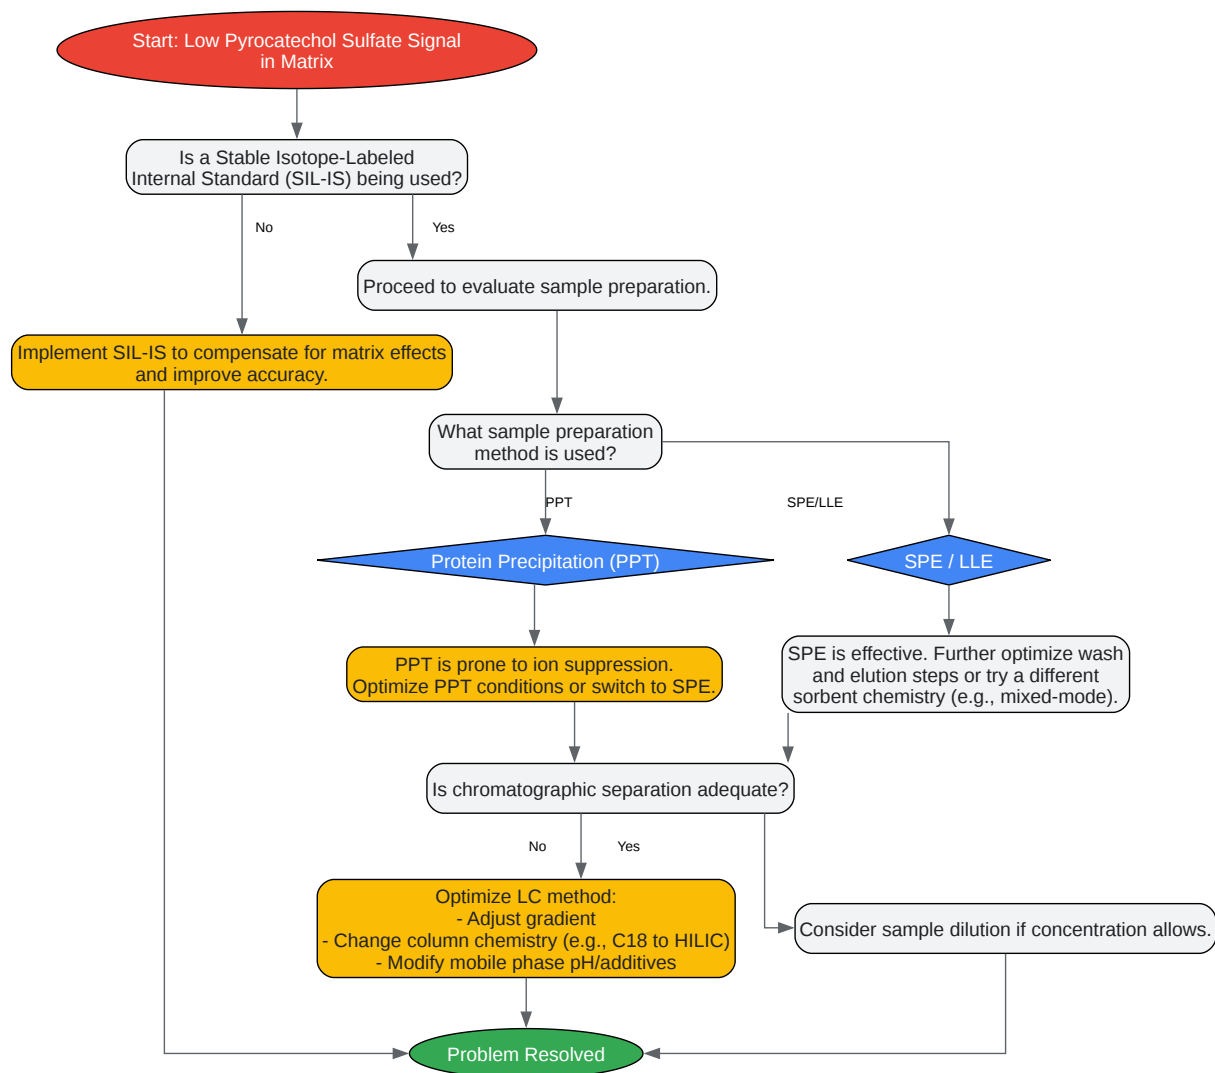 Start: Low Pyrocatechol Sulfate Signal
in Matrix
Is a Stable Isotope-Labeled
Internal Standard (SIL-IS) being used?
No
Yes
Proceed to evaluate sample preparation.
Implement SIL-IS to compensate for matrix effects
and improve accuracy.
What sample preparation
method is used?
PPT
SPE/LLE
Protein Precipitation (PPT)
SPE / LLE
PPT is prone to ion suppression.
Optimize PPT conditions or switch to SPE.
SPE is effective. Further optimize wash
and elution steps or try a different
sorbent chemistry (e.g., mixed-mode).
Is chromatographic separation adequate?
No
Yes
Optimize LC method:
- Adjust gradient
- Change column chemistry (e.g., C18 to HILIC)
- Modify mobile phase pH/additives
Consider sample dilution if concentration allows.
Problem Resolved